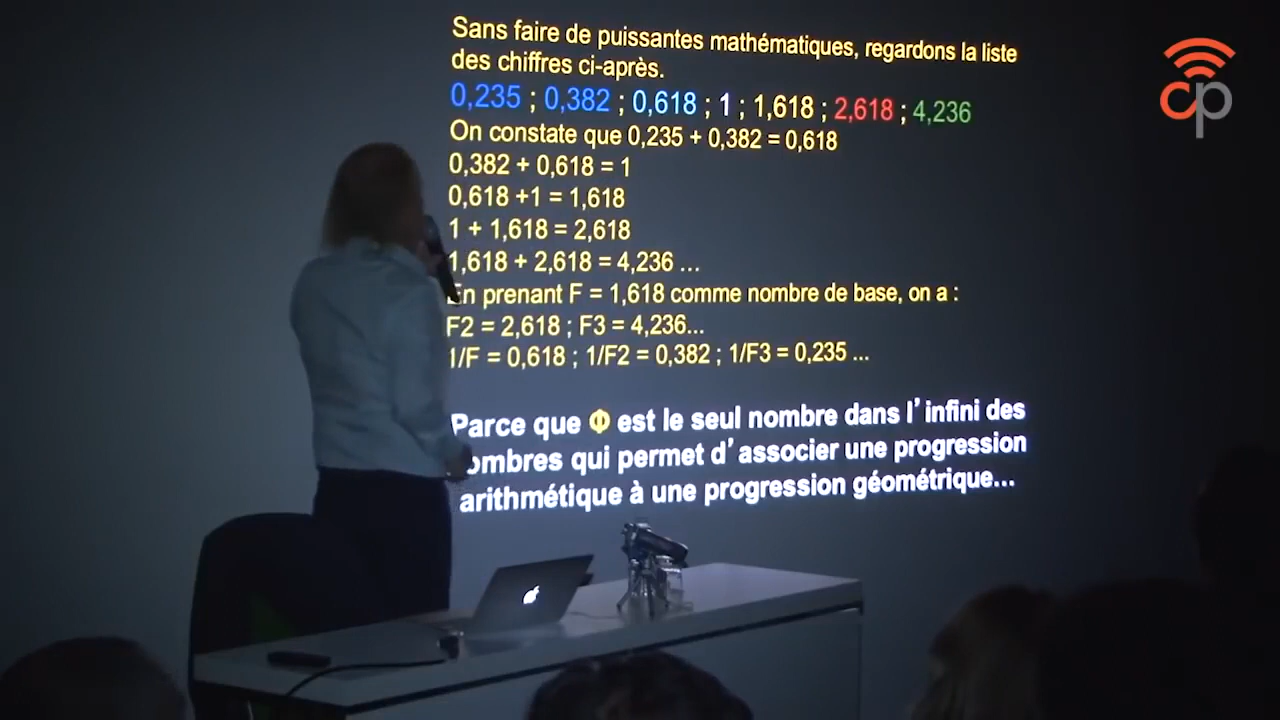 Sans faire de puissantes mathématiques, regardons la liste
des chiffres ci-après.
0,235 ; 0,382 ; 0,618 ; 1 ; 1,618 ; 2,618 ; 4,236
On constate que 0,235 + 0,382 = 0,618
0,382 + 0,618 = 1
0,618 +1 = 1,618
1 + 1,618 = 2,618
1,618 + 2,618 = 4,236 ...
En prenant F = 1,618 comme nombre de base, on a :
F2 = 2,618 ; F3 = 4,236...
1/F = 0,618 ; 1/F2 = 0,382 ; 1/F3 = 0,235 ...
Parce que Φ est le seul nombre dans l’infini des
nombres qui permet d’associer une progression
arithmétique à une progression géométrique...
cp